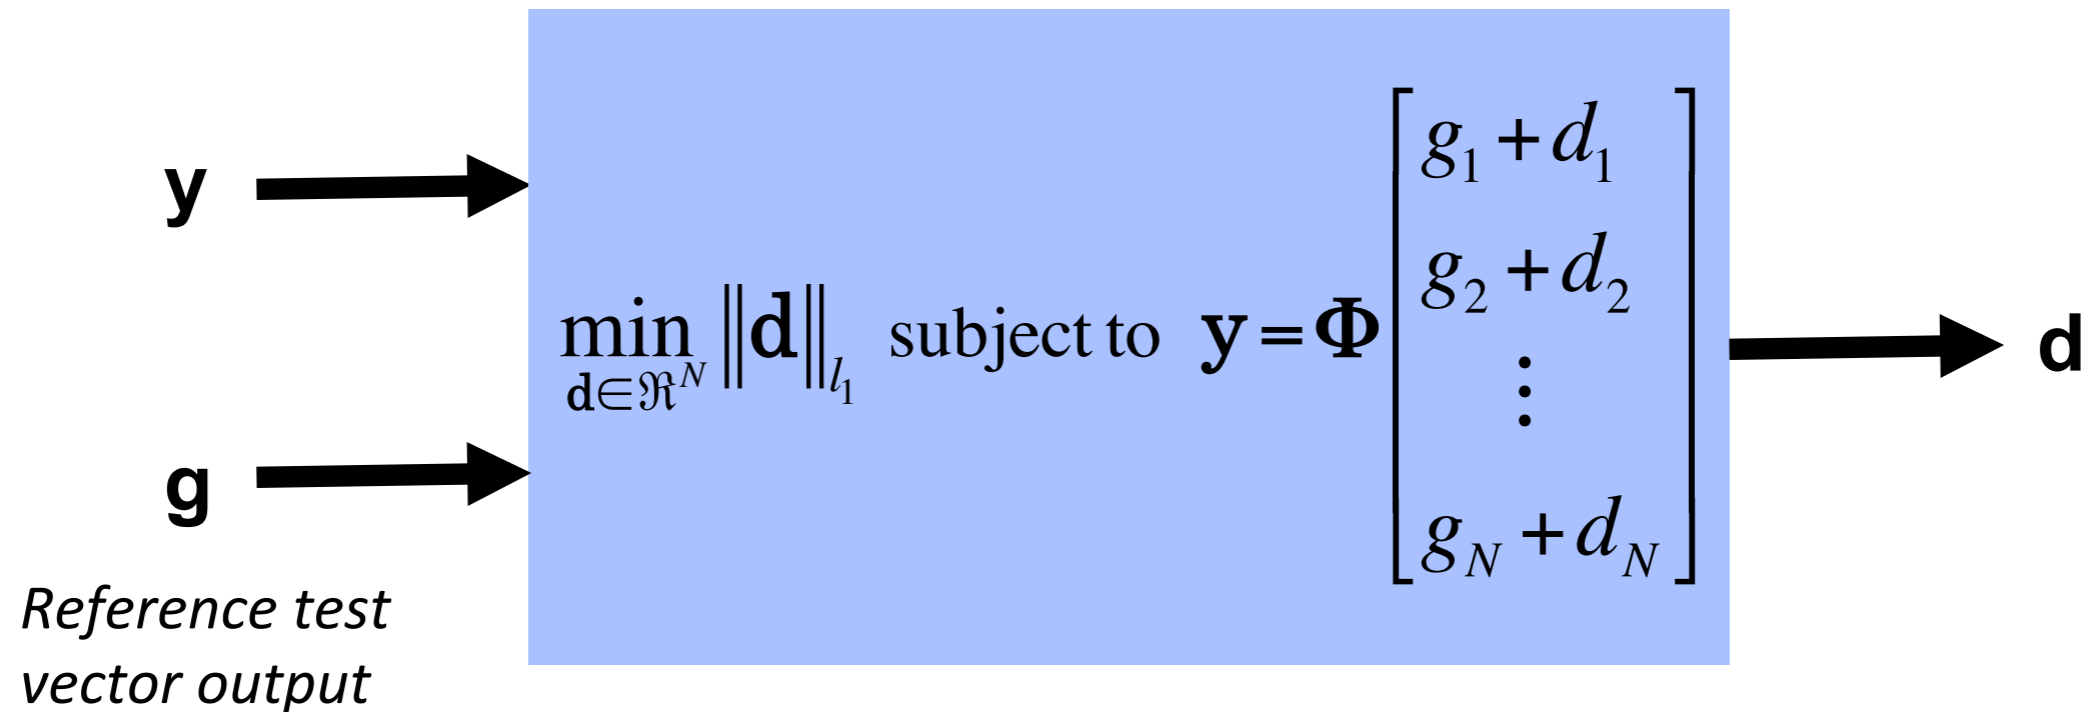 y
g
Reference test
vector output
min d∈ℜ^N ‖d‖_{l_1} subject to y = Φ
g_1 + d_1
g_2 + d_2
⋮
g_N + d_N
d